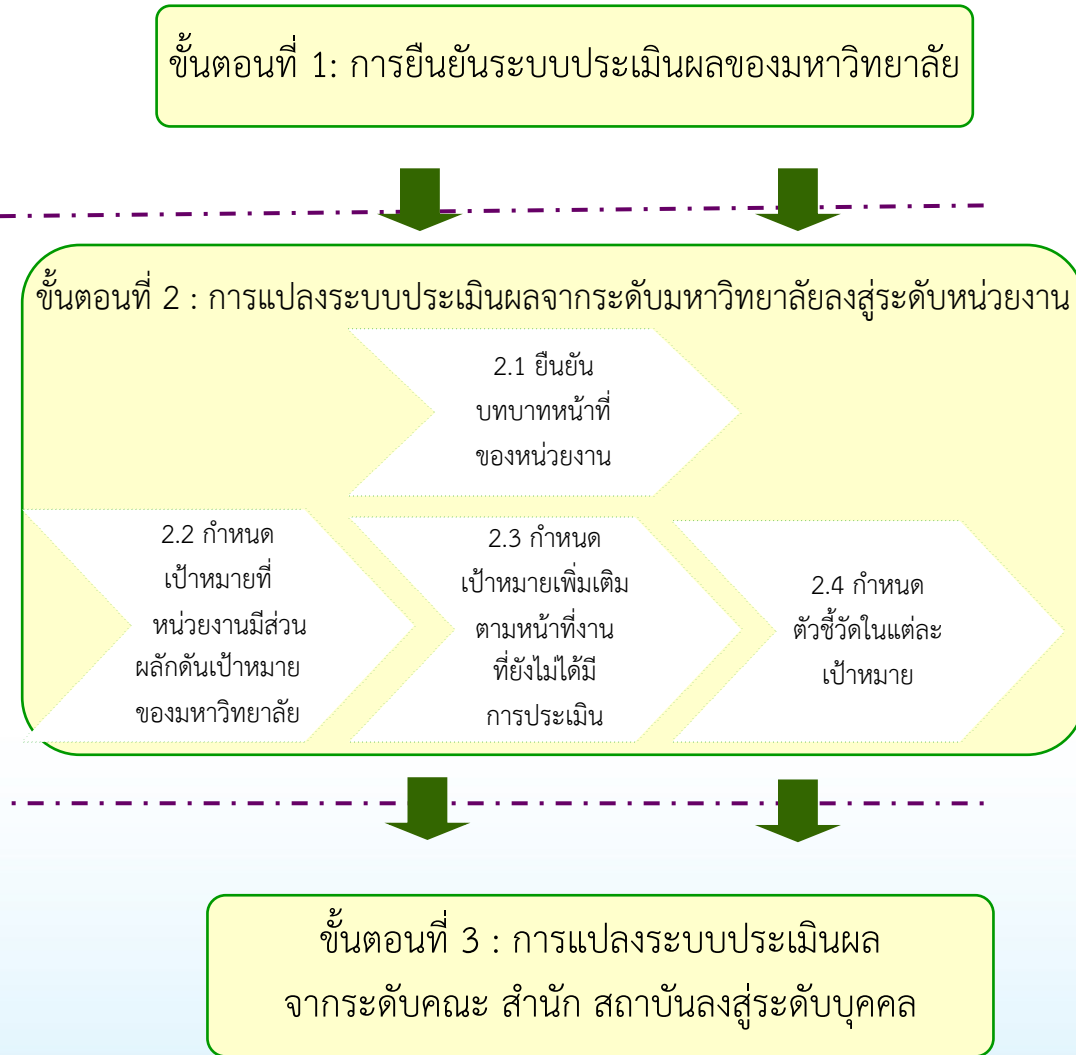 ขั้นตอนที่ 1: การยืนยันระบบประเมินผลของมหาวิทยาลัย
ขั้นตอนที่ 2 : การแปลงระบบประเมินผลจากระดับมหาวิทยาลัยลงสู่ระดับหน่วยงาน
2.1 ยืนยัน
บทบาทหน้าที่
ของหน่วยงาน
2.2 กำหนด
เป้าหมายที่
หน่วยงานมีส่วน
ผลักดันเป้าหมาย
ของมหาวิทยาลัย
2.3 กำหนด
เป้าหมายเพิ่มเติม
ตามหน้าที่งาน
ที่ยังไม่ได้มี
การประเมิน
2.4 กำหนด
ตัวชี้วัดในแต่ละ
เป้าหมาย
ขั้นตอนที่ 3 : การแปลงระบบประเมินผล
จากระดับคณะ สำนัก สถาบันลงสู่ระดับบุคคล